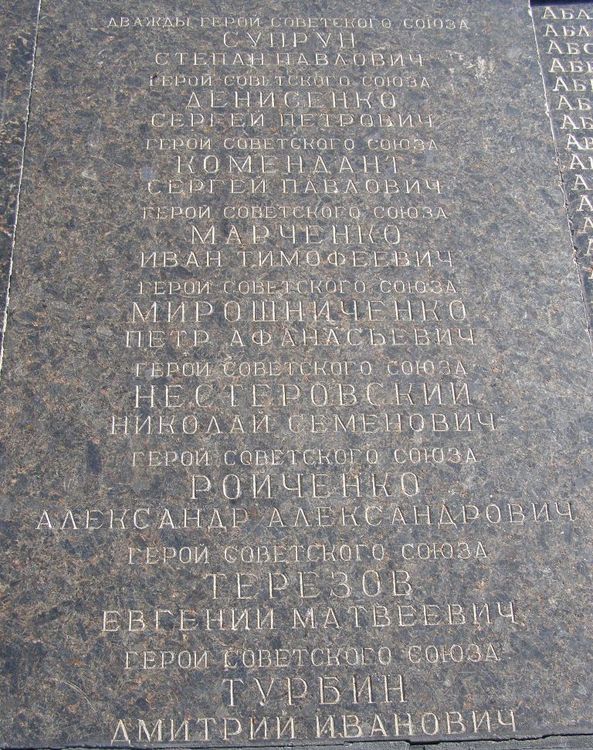 ДВАЖДЫ ГЕРОЙ СОВЕТСКОГО СОЮЗА
СУПРУН
СТЕПАН ПАВЛОВИЧ
ГЕРОЙ СОВЕТСКОГО СОЮЗА
ДЕНИСЕНКО
СЕРГЕЙ ПЕТРОВИЧ
ГЕРОЙ СОВЕТСКОГО СОЮЗА
КОМЕНДАНТ
СЕРГЕЙ ПАВЛОВИЧ
ГЕРОЙ СОВЕТСКОГО СОЮЗА
МАРЧЕНКО
ИВАН ТИМОФЕЕВИЧ
ГЕРОЙ СОВЕТСКОГО СОЮЗА
МИРОШНИЧЕНКО
ПЕТР АФАНАСЬЕВИЧ
ГЕРОЙ СОВЕТСКОГО СОЮЗА
НЕСТЕРОВСКИЙ
НИКОЛАЙ СЕМЕНОВИЧ
ГЕРОЙ СОВЕТСКОГО СОЮЗА
РОЙЧЕНКО
АЛЕКСАНДР АЛЕКСАНДРОВИЧ
ГЕРОЙ СОВЕТСКОГО СОЮЗА
ТЕРЕЗОВ
ЕВГЕНИЙ МАТВЕЕВИЧ
ГЕРОЙ СОВЕТСКОГО СОЮЗА
ТУРБИН
ДМИТРИЙ ИВАНОВИЧ